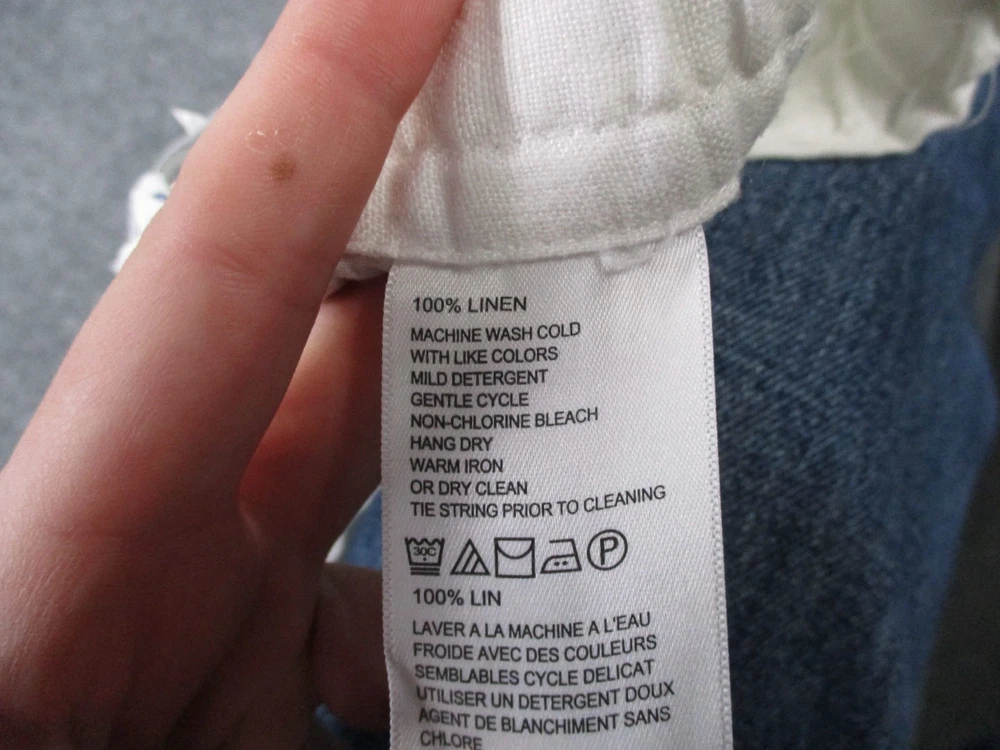 100% LINEN
MACHINE WASH COLD
WITH LIKE COLORS
MILD DETERGENT
GENTLE CYCLE
NON-CHLORINE BLEACH
HANG DRY
WARM IRON
OR DRY CLEAN
TIE STRING PRIOR TO CLEANING
30C P
100% LIN
LAVER A LA MACHINE A L'EAU
FROIDE AVEC DES COULEURS
SEMBLABLES CYCLE DELICAT
UTILISER UN DETERGENT DOUX
AGENT DE BLANCHIMENT SANS
CHLORE